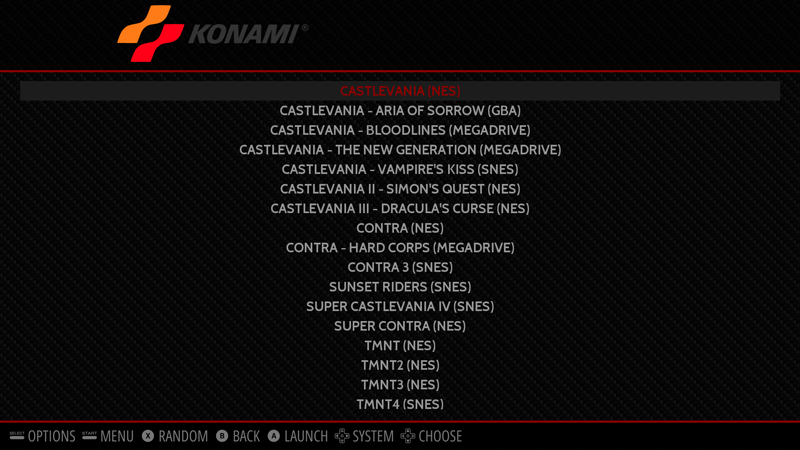 KONAMI®
CASTLEVANIA (NES)
CASTLEVANIA - ARIA OF SORROW (GBA)
CASTLEVANIA - BLOODLINES (MEGADRIVE)
CASTLEVANIA - THE NEW GENERATION (MEGADRIVE)
CASTLEVANIA - VAMPIRE'S KISS (SNES)
CASTLEVANIA II - SIMON'S QUEST (NES)
CASTLEVANIA III - DRACULA'S CURSE (NES)
CONTRA (NES)
CONTRA - HARD CORPS (MEGADRIVE)
CONTRA 3 (SNES)
SUNSET RIDERS (SNES)
SUPER CASTLEVANIA IV (SNES)
SUPER CONTRA (NES)
TMNT (NES)
TMNT2 (NES)
TMNT3 (NES)
TMNT4 (SNES)
SELECT OPTIONS START MENU X RANDOM B BACK A LAUNCH SYSTEM CHOOSE